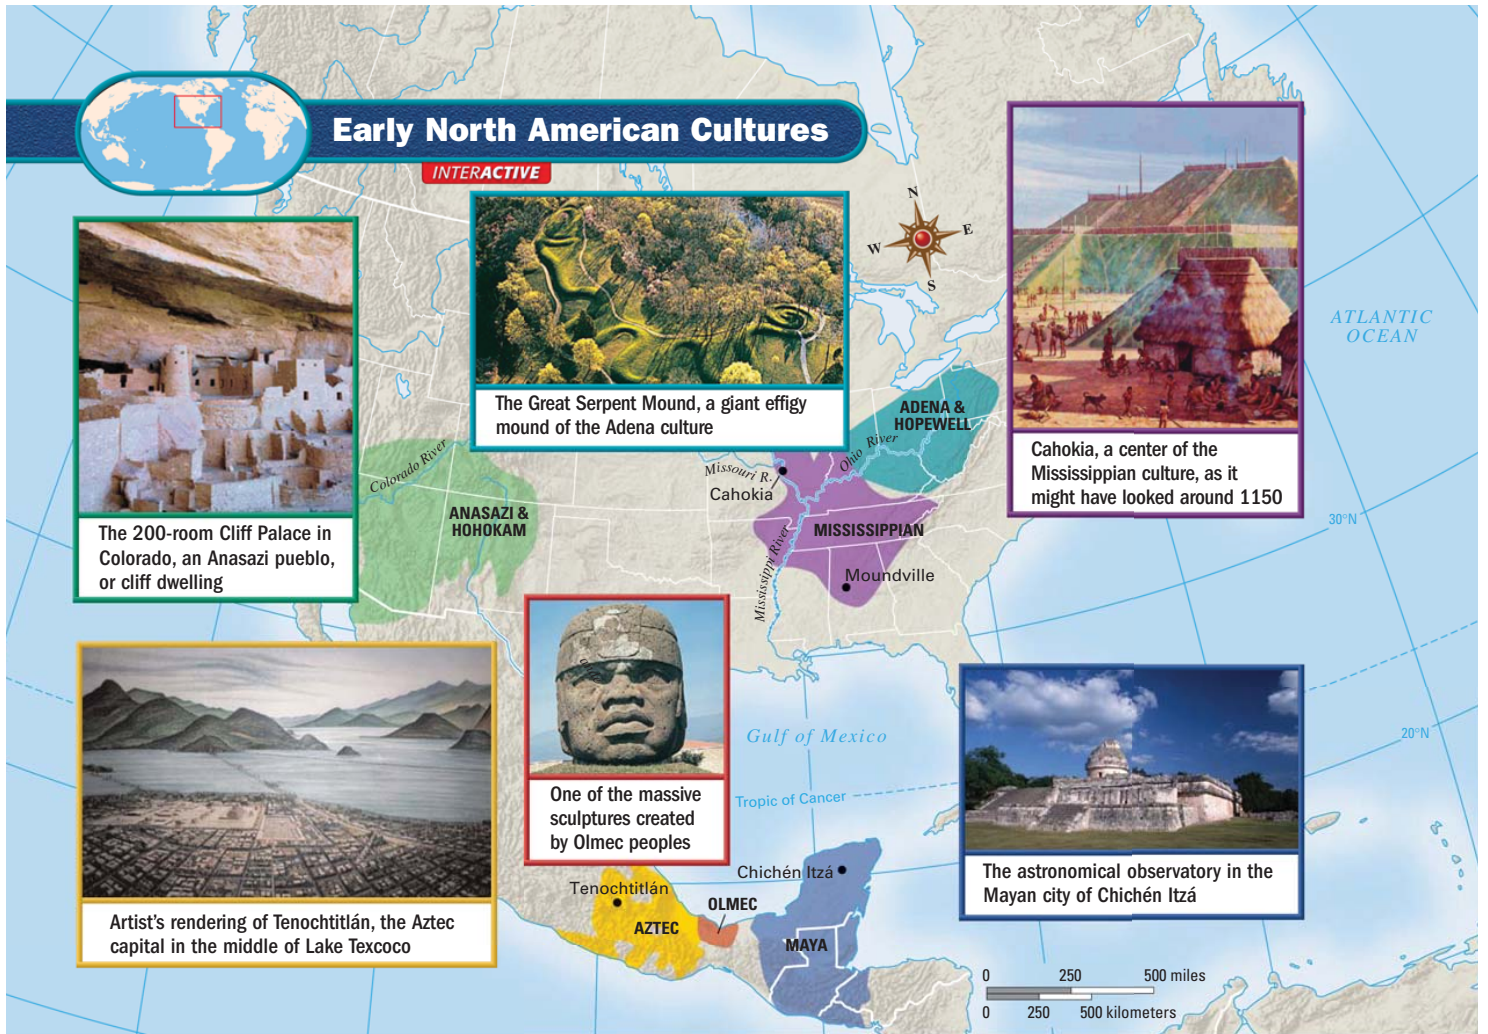 Early North American Cultures
INTERACTIVE
N
W
E
S
The 200-room Cliff Palace in
Colorado, an Anasazi pueblo,
or cliff dwelling
The Great Serpent Mound, a giant effigy
mound of the Adena culture
Cahokia, a center of the
Mississippian culture, as it
might have looked around 1150
ATLANTIC
OCEAN
ADENA &
HOPEWELL
Ohio River
Missouri R.
Cahokia
Colorado River
ANASAZI &
HOHOKAM
MISSISSIPPIAN
Mississippi River
Moundville
30°N
One of the massive
sculptures created
by Olmec peoples
Gulf of Mexico
20°N
Tropic of Cancer
Artist's rendering of Tenochtitlán, the Aztec
capital in the middle of Lake Texcoco
The astronomical observatory in the
Mayan city of Chichén Itzá
Chichén Itzá
Tenochtitlán
OLMEC
AZTEC
MAYA
0 250 500 miles
0 250 500 kilometers